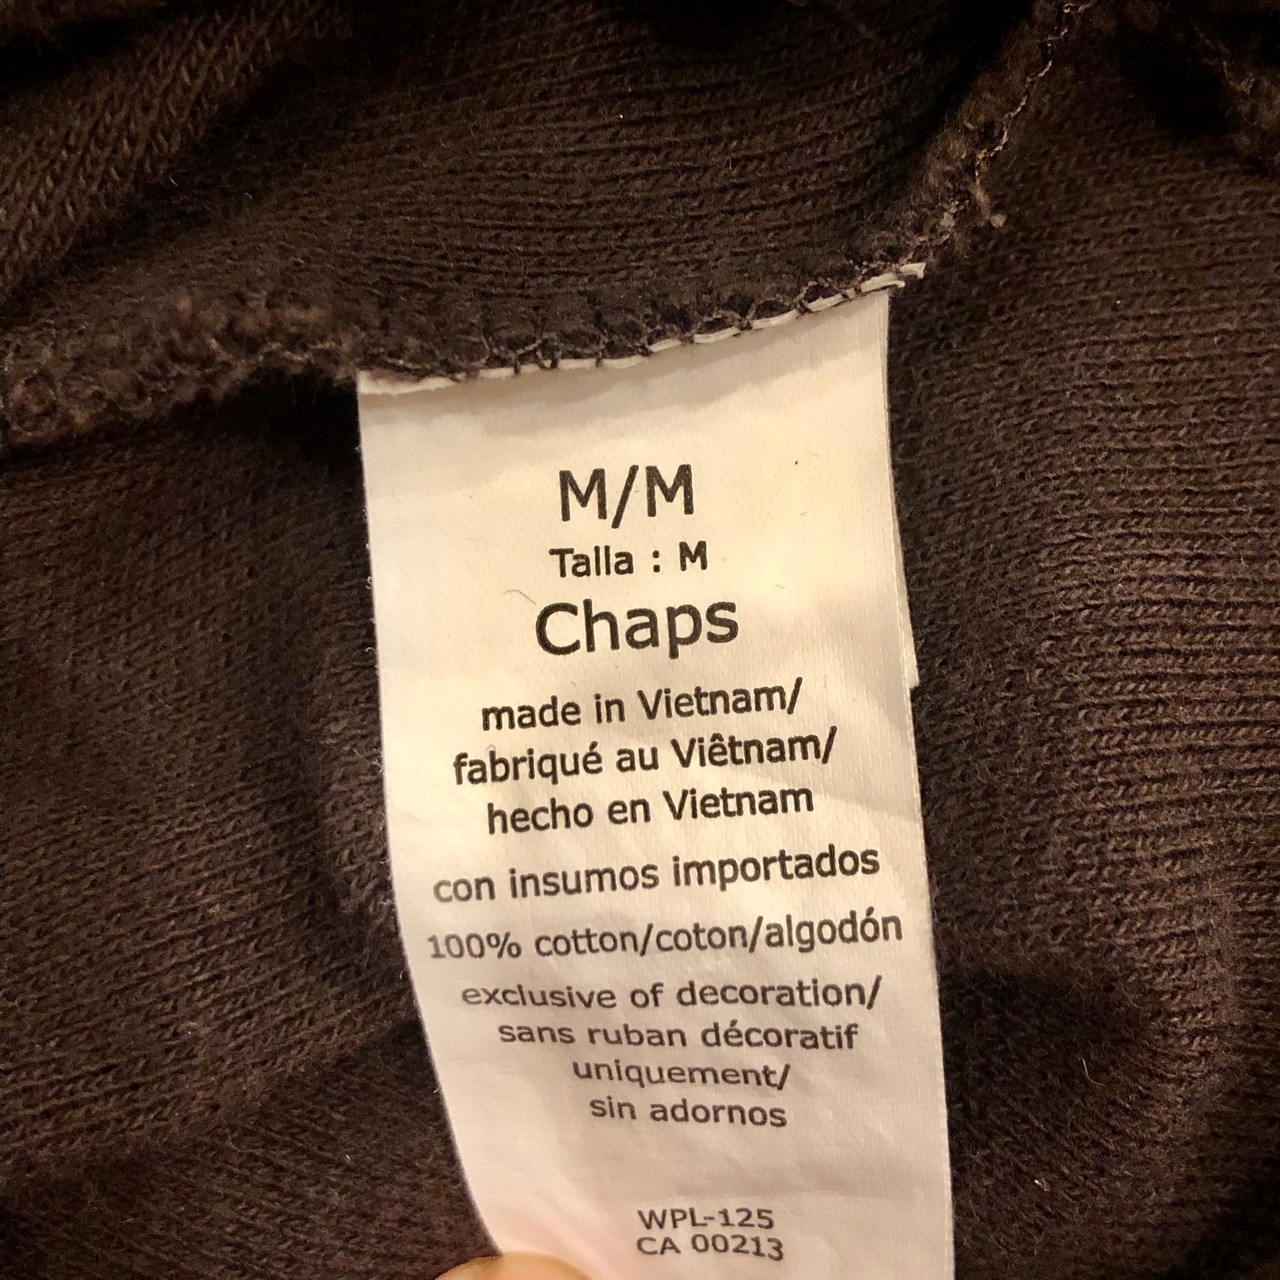 M/M
Talla : M
Chaps
made in Vietnam/
fabriqué au Viêtnam/
hecho en Vietnam
con insumos importados
100% cotton/coton/algodón
exclusive of decoration/
sans ruban décoratif
uniquement/
sin adornos
WPL-125
CA 00213